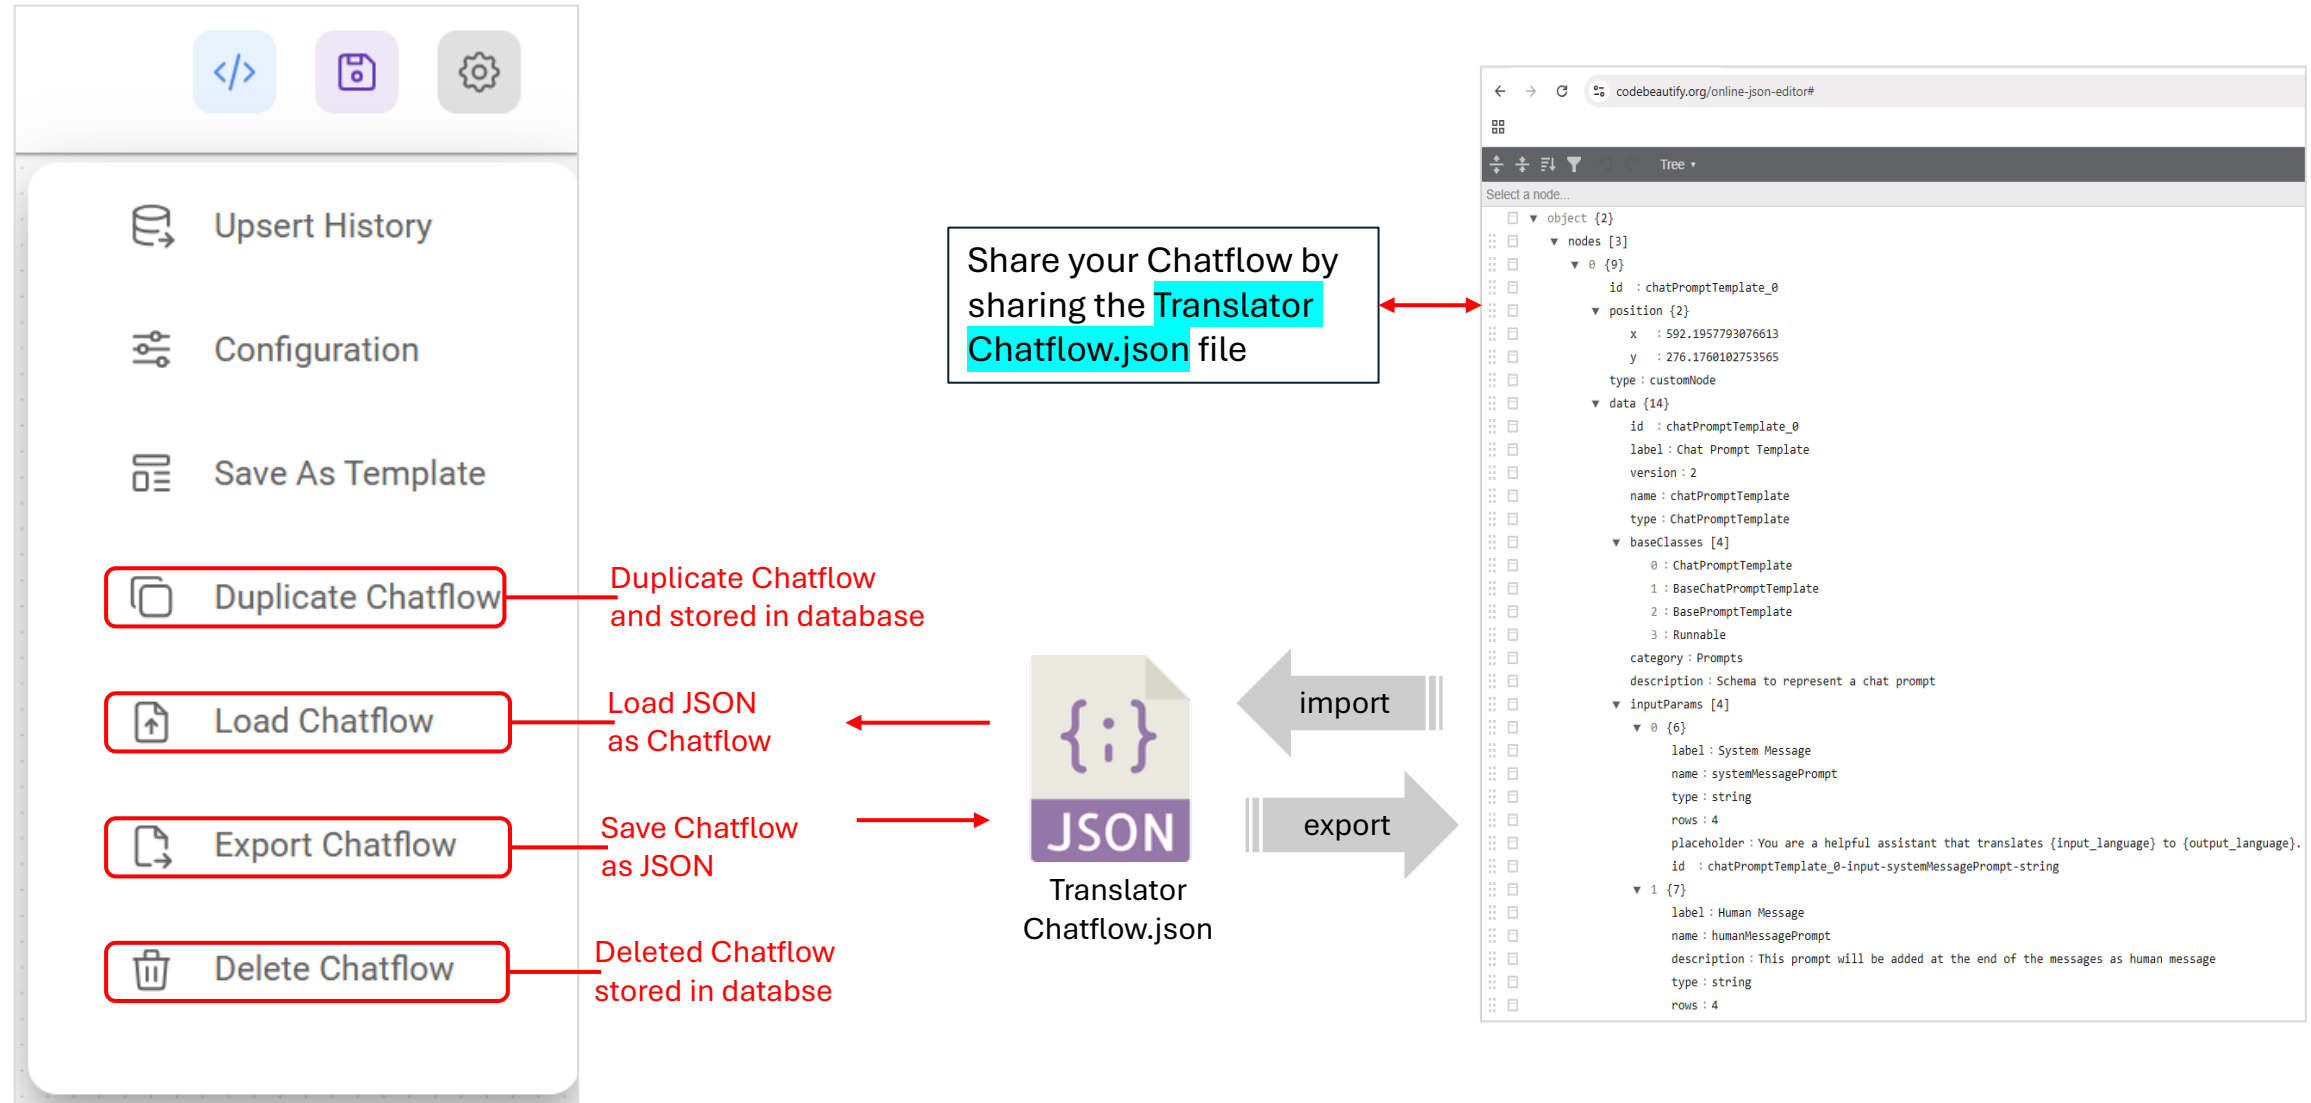 </>
Upsert History
Configuration
Save As Template
Duplicate Chatflow
Load Chatflow
Export Chatflow
Delete Chatflow
Duplicate Chatflow
and stored in database
Load JSON
as Chatflow
Save Chatflow
as JSON
Deleted Chatflow
stored in databse
Share your Chatflow by
sharing the Translator
Chatflow.json file
{;}
JSON
Translator
Chatflow.json
import
export
codebeautify.org/online-json-editor#
Tree ▾
Select a node...
▼ object {2}
▼ nodes [3]
▼ 0 {9}
id : chatPromptTemplate_0
▼ position {2}
x : 592.1957793076613
y : 276.1760102753565
type : customNode
▼ data {14}
id : chatPromptTemplate_0
label : Chat Prompt Template
version : 2
name : chatPromptTemplate
type : ChatPromptTemplate
▼ baseClasses [4]
0 : ChatPromptTemplate
1 : BaseChatPromptTemplate
2 : BasePromptTemplate
3 : Runnable
category : Prompts
description : Schema to represent a chat prompt
▼ inputParams [4]
▼ 0 {6}
label : System Message
name : systemMessagePrompt
type : string
rows : 4
placeholder : You are a helpful assistant that translates {input_language} to {output_language}.
id : chatPromptTemplate_0-input-systemMessagePrompt-string
▼ 1 {7}
label : Human Message
name : humanMessagePrompt
description : This prompt will be added at the end of the messages as human message
type : string
rows : 4